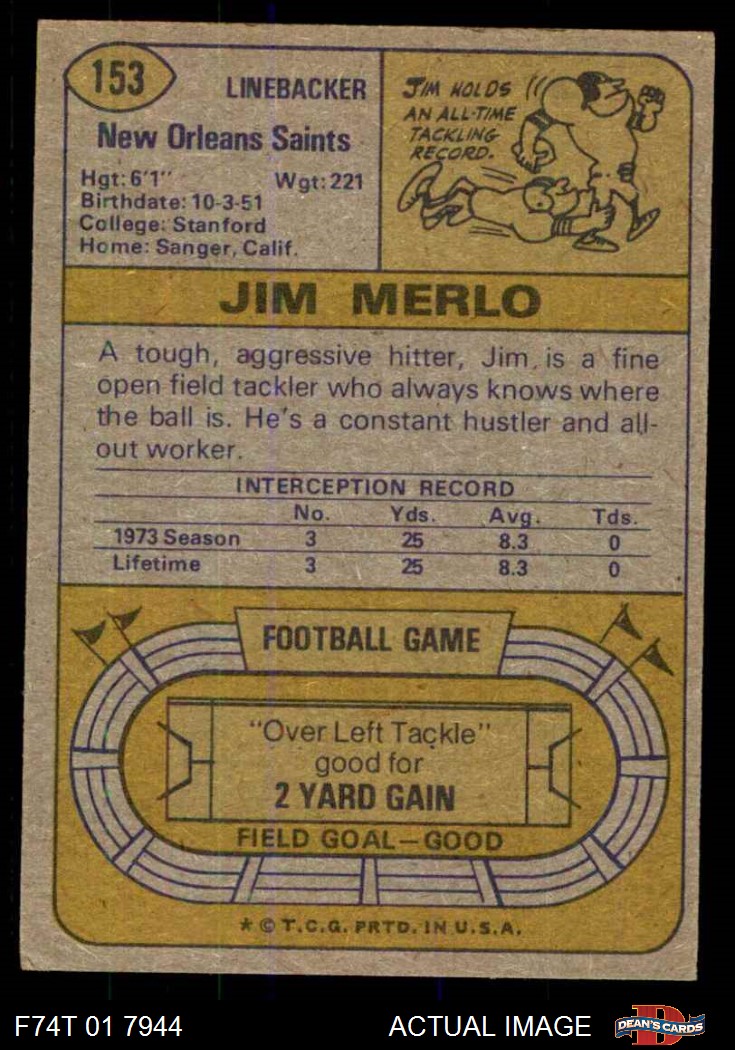 153
LINEBACKER
New Orleans Saints
Hgt: 6'1" Wgt: 221
Birthdate: 10-3-51
College: Stanford
Home: Sanger, Calif.
JIM HOLDS
AN ALL-TIME
TACKLING
RECORD.
JIM MERLO
A tough, aggressive hitter, Jim is a fine
open field tackler who always knows where
the ball is. He's a constant hustler and all-
out worker.
INTERCEPTION RECORD
No. Yds. Avg. Tds.
1973 Season 3 25 8.3 0
Lifetime 3 25 8.3 0
FOOTBALL GAME
"Over Left Tackle"
good for
2 YARD GAIN
FIELD GOAL—GOOD
* © T.C.G. PRTD. IN U.S.A.
F74T 01 7944 ACTUAL IMAGE D DEAN'S CARDS